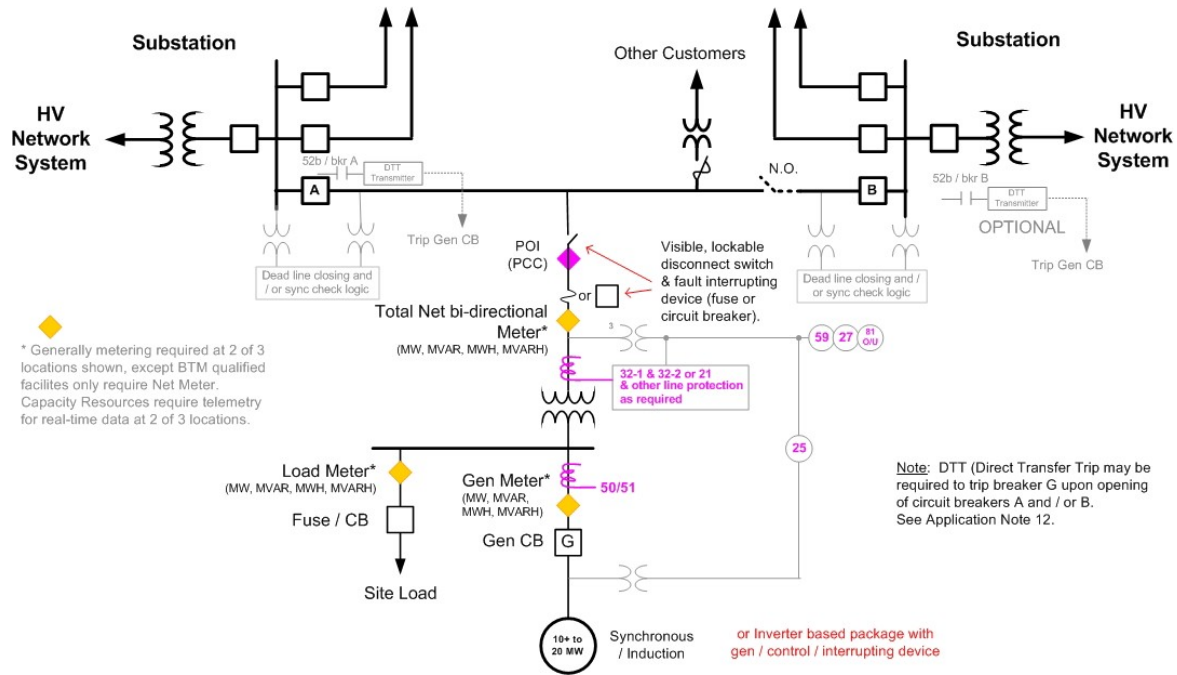 Substation
Substation
Other Customers
HV
Network
System
HV
Network
System
52b / bkr A
DTT
Transmitter
N.O.
A
B
52b / bkr B
DTT
Transmitter
OPTIONAL
Trip Gen CB
Trip Gen CB
POI
(PCC)
Visible, lockable
disconnect switch
& fault interrupting
device (fuse or
circuit breaker).
Dead line closing and
/ or sync check logic
Dead line closing and /
or sync check logic
or
Total Net bi-directional
Meter*
(MW, MVAR, MWH, MVARH)
3
59
27
81
O/U
* Generally metering required at 2 of 3
locations shown, except BTM qualified
facilites only require Net Meter.
Capacity Resources require telemetry
for real-time data at 2 of 3 locations.
32-1 & 32-2 or 21
& other line protection
as required
25
Load Meter*
(MW, MVAR, MWH, MVARH)
Gen Meter*
(MW, MVAR,
MWH, MVARH)
50/51
Note: DTT (Direct Transfer Trip may be
required to trip breaker G upon opening
of circuit breakers A and / or B.
See Application Note 12.
Fuse / CB
Gen CB
G
Site Load
10+ to
20 MW
Synchronous
/ Induction
or Inverter based package with
gen / control / interrupting device